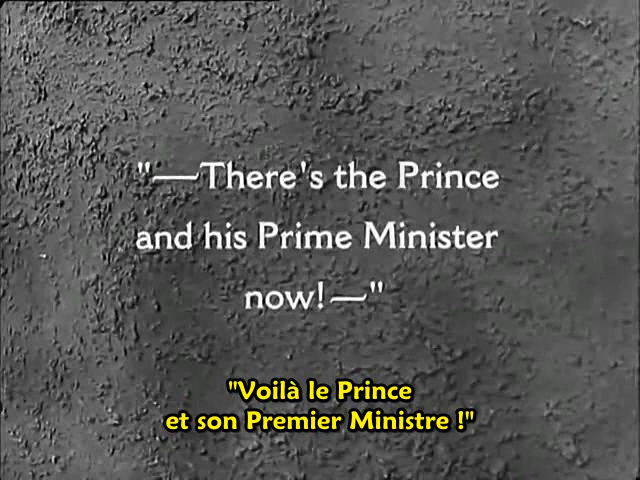 "—There's the Prince
and his Prime Minister
now!—"
"Voilà le Prince
et son Premier Ministre !"